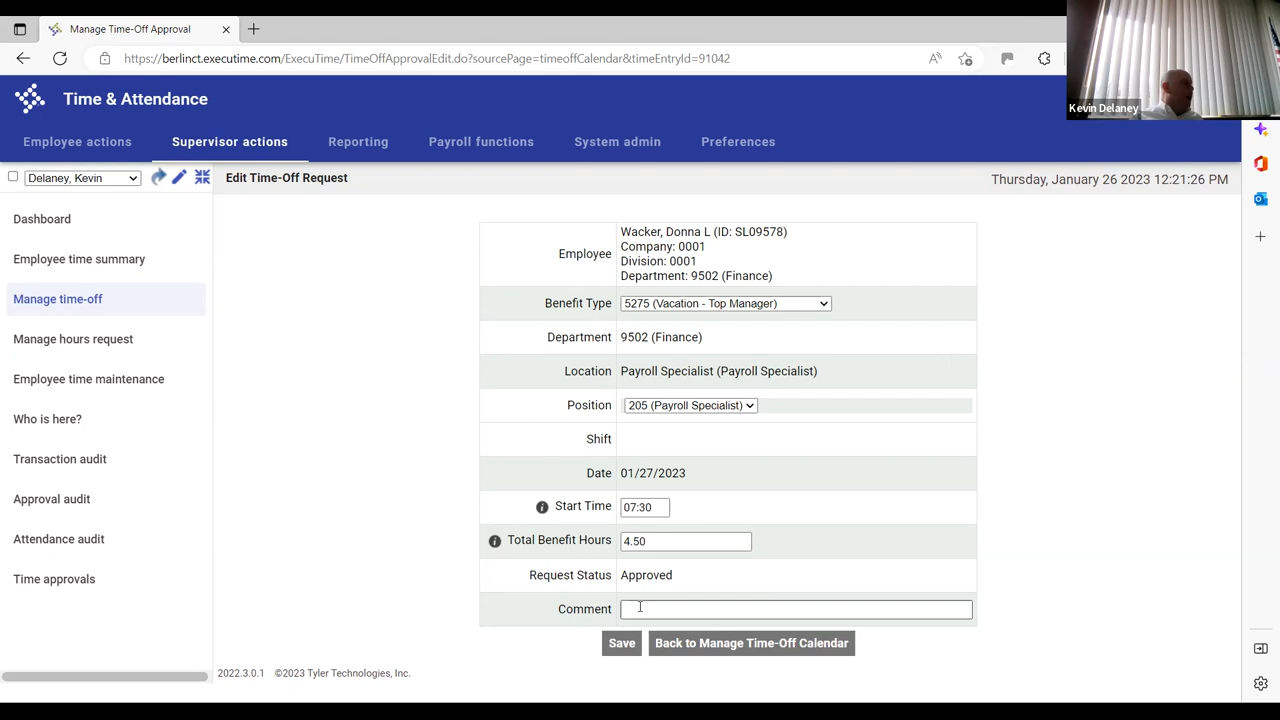 Manage Time-Off Approval
https://berlinct.executime.com/ExecuTime/TimeOffApprovalEdit.do?sourcePage=timeoffCalendar&timeEntryId=91042
Kevin Delaney
Time & Attendance
Employee actions
Supervisor actions
Reporting
Payroll functions
System admin
Preferences
Delaney, Kevin
Edit Time-Off Request
Thursday, January 26 2023 12:21:26 PM
Dashboard
Employee time summary
Manage time-off
Manage hours request
Employee time maintenance
Who is here?
Transaction audit
Approval audit
Attendance audit
Time approvals
Employee
Wacker, Donna L (ID: SL09578)
Company: 0001
Division: 0001
Department: 9502 (Finance)
Benefit Type
5275 (Vacation - Top Manager)
Department
9502 (Finance)
Location
Payroll Specialist (Payroll Specialist)
Position
205 (Payroll Specialist)
Shift
Date
01/27/2023
Start Time
07:30
Total Benefit Hours
4.50
Request Status
Approved
Comment
Save
Back to Manage Time-Off Calendar
2022.3.0.1 ©2023 Tyler Technologies, Inc.